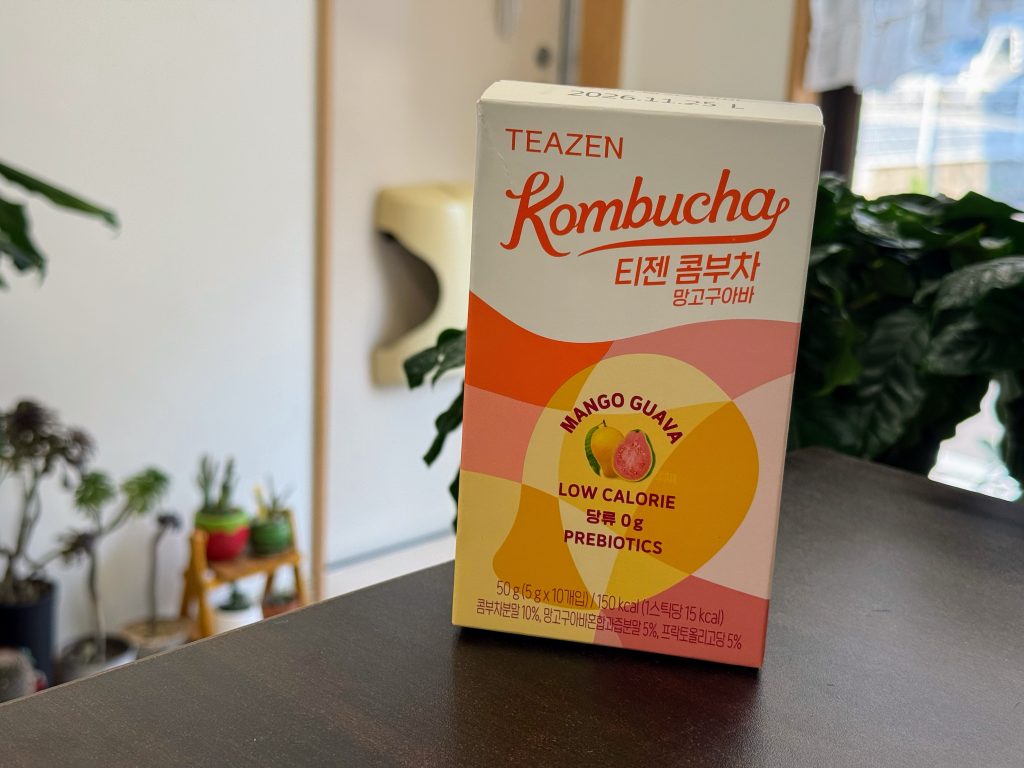 2026.11.25 L
TEAZEN
Kombucha
티젠 콤부차
망고구아바
MANGO GUAVA
LOW CALORIE
당류 0g
PREBIOTICS
50 g (5 g x 10개입) / 150 kcal (1스틱당 15 kcal)
콤부차분말 10%, 망고구아바혼합과즙분말 5%, 프락토올리고당 5%